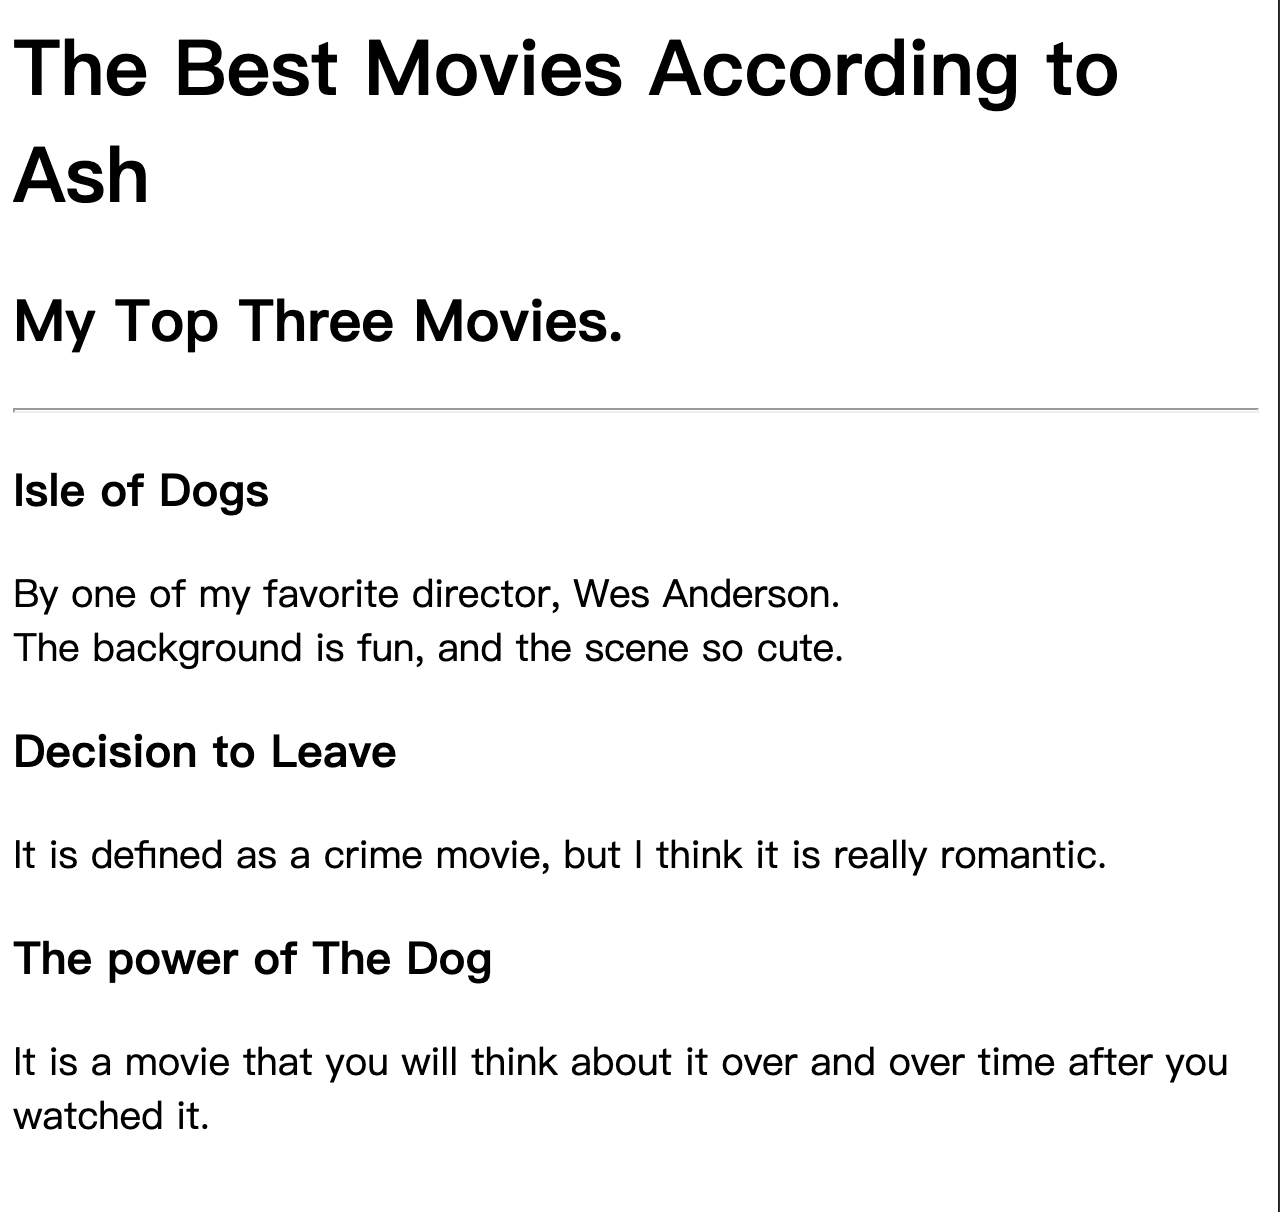 The Best Movies According to
Ash
My Top Three Movies.
Isle of Dogs
By one of my favorite director, Wes Anderson.
The background is fun, and the scene so cute.
Decision to Leave
It is defined as a crime movie, but I think it is really romantic.
The power of The Dog
It is a movie that you will think about it over and over time after you
watched it.